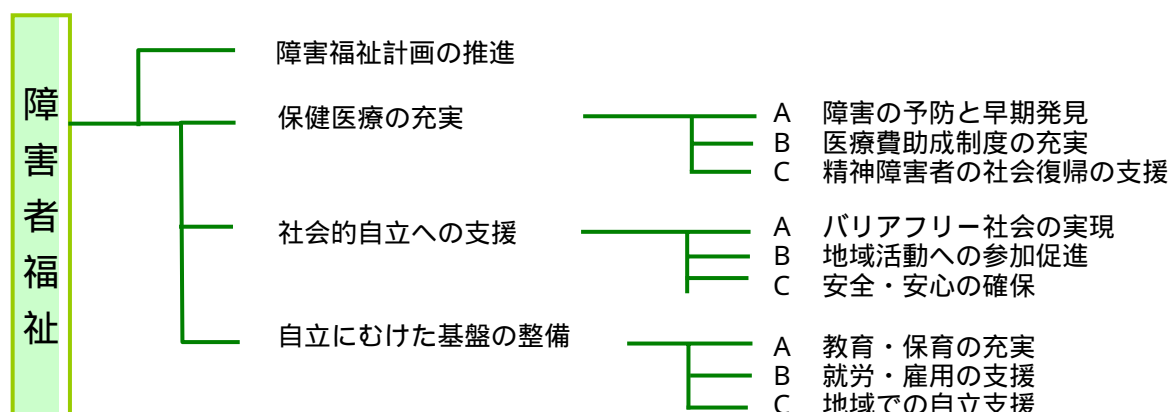 障害者福祉
障害福祉計画の推進
保健医療の充実
A 障害の予防と早期発見
B 医療費助成制度の充実
C 精神障害者の社会復帰の支援
社会的自立への支援
A バリアフリー社会の実現
B 地域活動への参加促進
C 安全・安心の確保
自立にむけた基盤の整備
A 教育・保育の充実
B 就労・雇用の支援
C 地域での自立支援